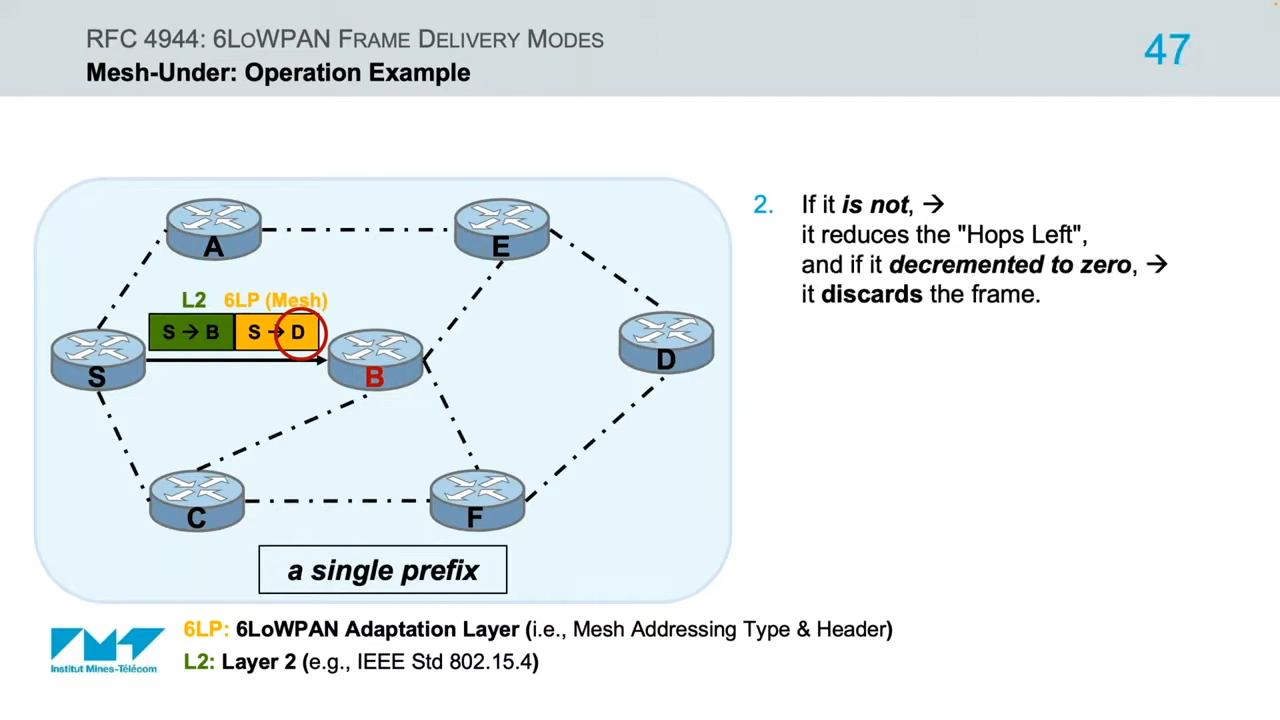 RFC 4944: 6LoWPAN Frame Delivery Modes
Mesh-Under: Operation Example
47
A
E
L2 6LP (Mesh)
S → B S → D
S
B
D
C
F
a single prefix
2. If it is not, →
it reduces the "Hops Left",
and if it decremented to zero, →
it discards the frame.
6LP: 6LoWPAN Adaptation Layer (i.e., Mesh Addressing Type & Header)
L2: Layer 2 (e.g., IEEE Std 802.15.4)
Institut Mines-Télécom